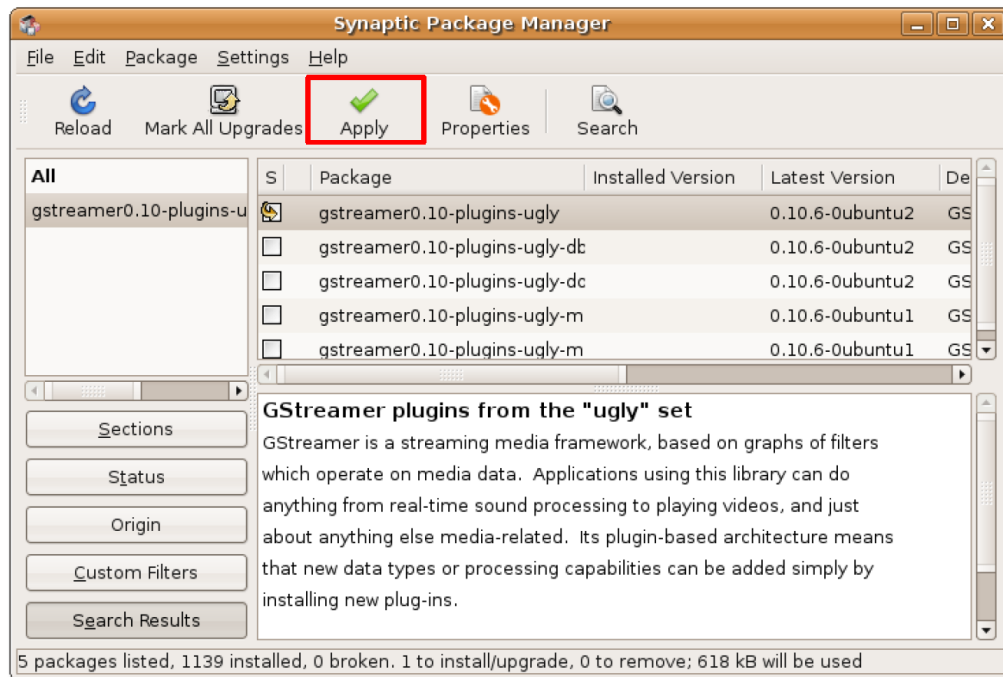 Synaptic Package Manager
File Edit Package Settings Help
Reload Mark All Upgrades Apply Properties Search
All
gstreamer0.10-plugins-u
S Package Installed Version Latest Version De
gstreamer0.10-plugins-ugly 0.10.6-0ubuntu2 GS
gstreamer0.10-plugins-ugly-db 0.10.6-0ubuntu2 GS
gstreamer0.10-plugins-ugly-dc 0.10.6-0ubuntu2 GS
gstreamer0.10-plugins-ugly-m 0.10.6-0ubuntu1 GS
gstreamer0.10-plugins-ugly-m 0.10.6-0ubuntu1 GS
Sections
Status
Origin
Custom Filters
Search Results
GStreamer plugins from the "ugly" set
GStreamer is a streaming media framework, based on graphs of filters
which operate on media data. Applications using this library can do
anything from real-time sound processing to playing videos, and just
about anything else media-related. Its plugin-based architecture means
that new data types or processing capabilities can be added simply by
installing new plug-ins.
5 packages listed, 1139 installed, 0 broken. 1 to install/upgrade, 0 to remove; 618 kB will be used